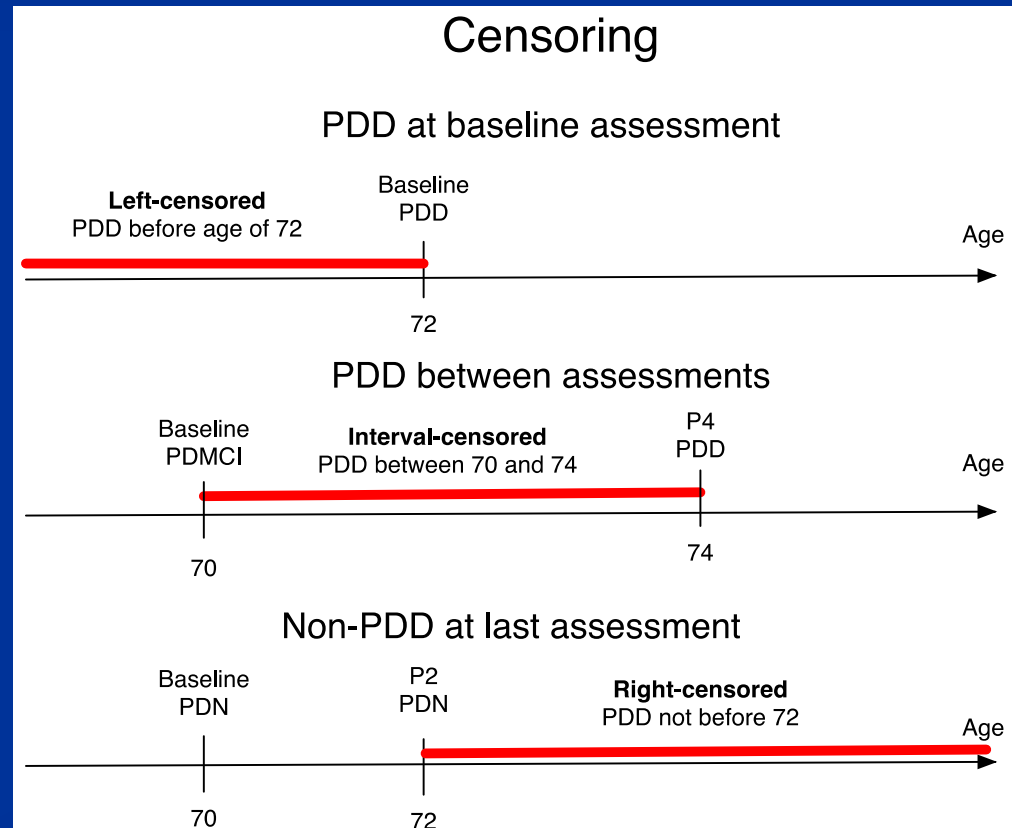 Censoring
PDD at baseline assessment
Left-censored
PDD before age of 72
Baseline
PDD
Age
72
PDD between assessments
Baseline
PDMCI
Interval-censored
PDD between 70 and 74
P4
PDD
Age
70
74
Non-PDD at last assessment
Baseline
PDN
P2
PDN
Right-censored
PDD not before 72
Age
70
72